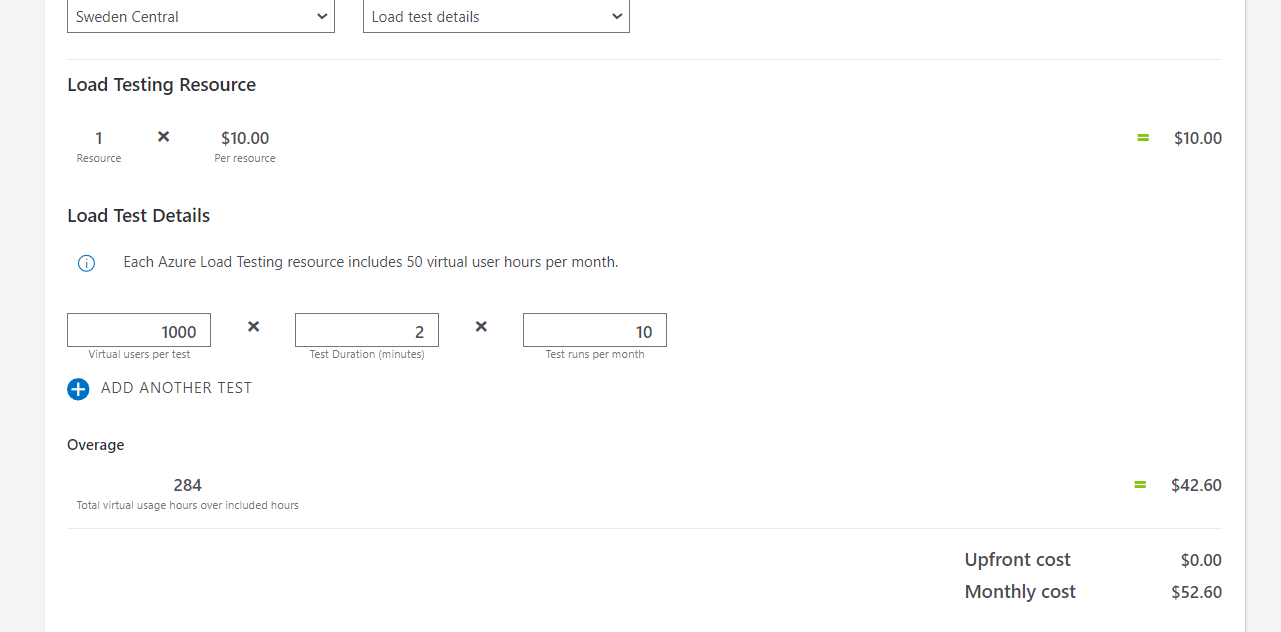 Sweden Central Load test details
Load Testing Resource
1 × $10.00 = $10.00
Resource Per resource
Load Test Details
Each Azure Load Testing resource includes 50 virtual user hours per month.
1000 × 2 × 10
Virtual users per test Test Duration (minutes) Test runs per month
ADD ANOTHER TEST
Overage
284 = $42.60
Total virtual usage hours over included hours
Upfront cost $0.00
Monthly cost $52.60